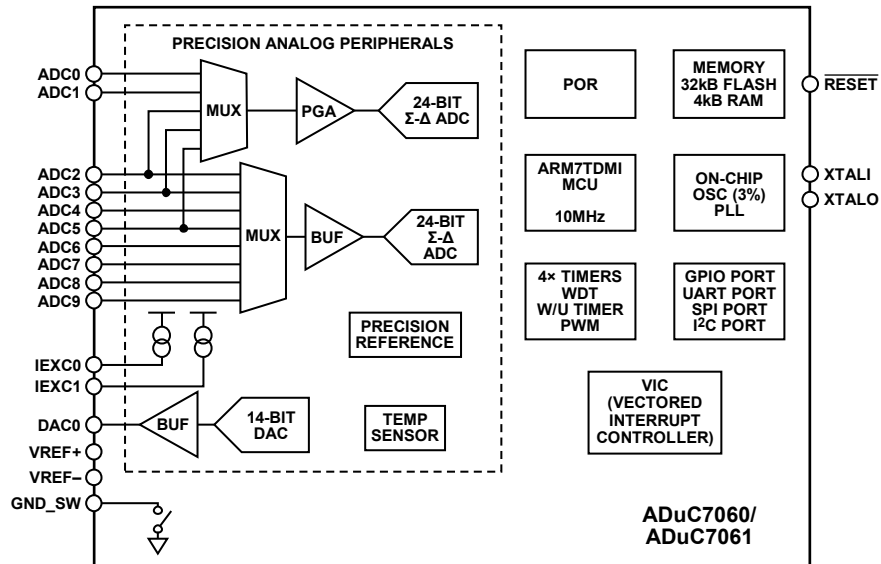 PRECISION ANALOG PERIPHERALS
ADC0
ADC1
MUX
PGA
24-BIT
Σ-Δ ADC
ADC2
ADC3
ADC4
ADC5
ADC6
ADC7
ADC8
ADC9
MUX
BUF
24-BIT
Σ-Δ
ADC
PRECISION
REFERENCE
IEXC0
IEXC1
DAC0
BUF
14-BIT
DAC
TEMP
SENSOR
VREF+
VREF–
GND_SW
POR
MEMORY
32kB FLASH
4kB RAM
RESET
ARM7TDMI
MCU
10MHz
ON-CHIP
OSC (3%)
PLL
XTALI
XTALO
4× TIMERS
WDT
W/U TIMER
PWM
GPIO PORT
UART PORT
SPI PORT
I²C PORT
VIC
(VECTORED
INTERRUPT
CONTROLLER)
ADuC7060/
ADuC7061